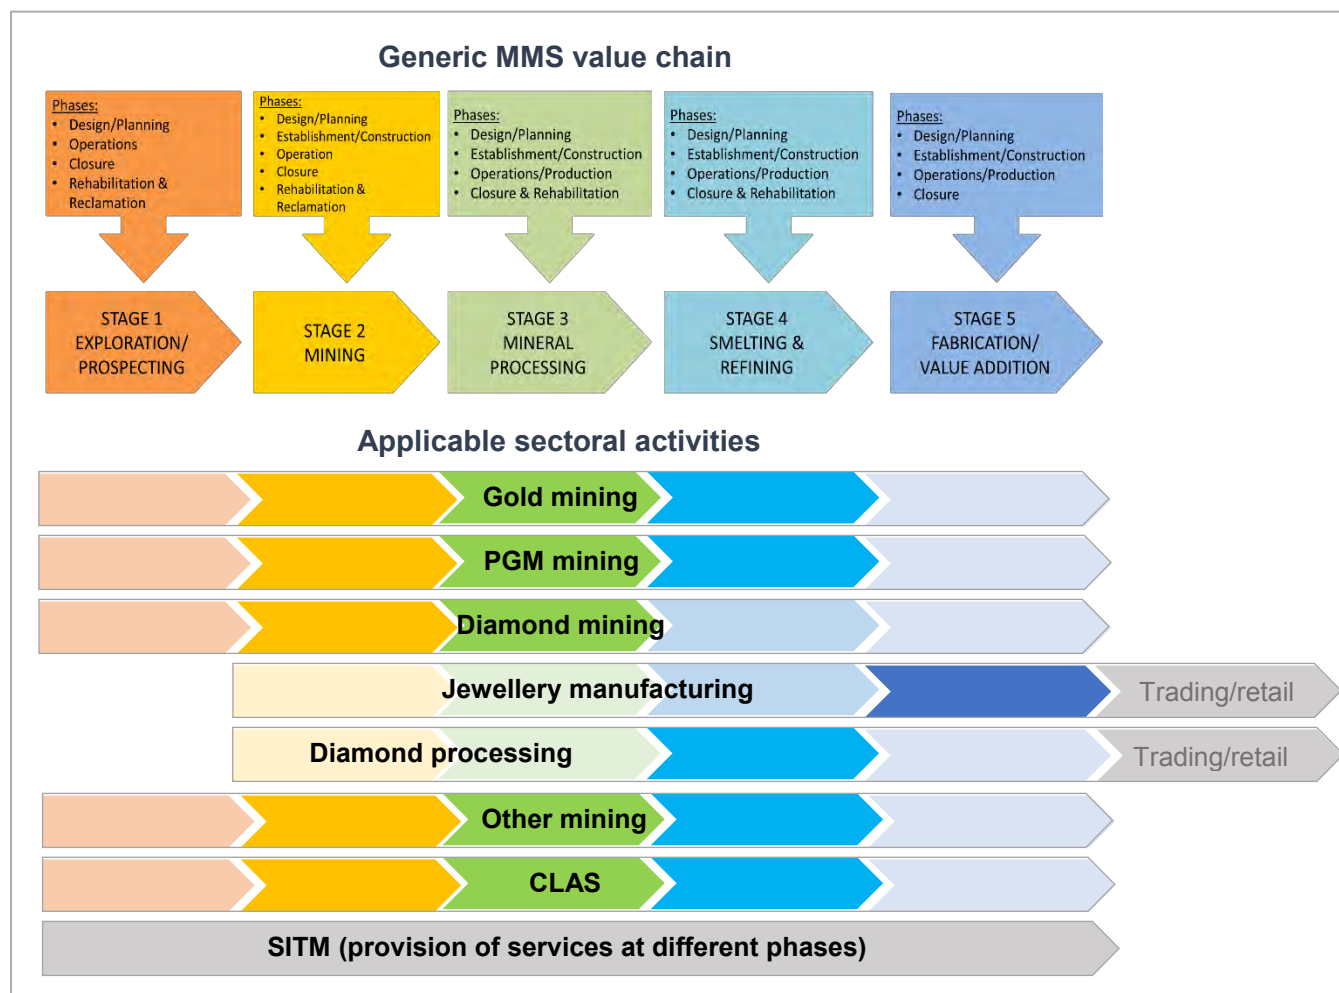 Generic MMS value chain
Phases:
• Design/Planning
• Operations
• Closure
• Rehabilitation &
Reclamation
Phases:
• Design/Planning
• Establishment/Construction
• Operation
• Closure
• Rehabilitation &
Reclamation
Phases:
• Design/Planning
• Establishment/Construction
• Operations/Production
• Closure & Rehabilitation
Phases:
• Design/Planning
• Establishment/Construction
• Operations/Production
• Closure & Rehabilitation
Phases:
• Design/Planning
• Establishment/Construction
• Operations/Production
• Closure
STAGE 1
EXPLORATION/
PROSPECTING
STAGE 2
MINING
STAGE 3
MINERAL
PROCESSING
STAGE 4
SMELTING &
REFINING
STAGE 5
FABRICATION/
VALUE ADDITION
Applicable sectoral activities
Gold mining
PGM mining
Diamond mining
Jewellery manufacturing
Trading/retail
Diamond processing
Trading/retail
Other mining
CLAS
SITM (provision of services at different phases)